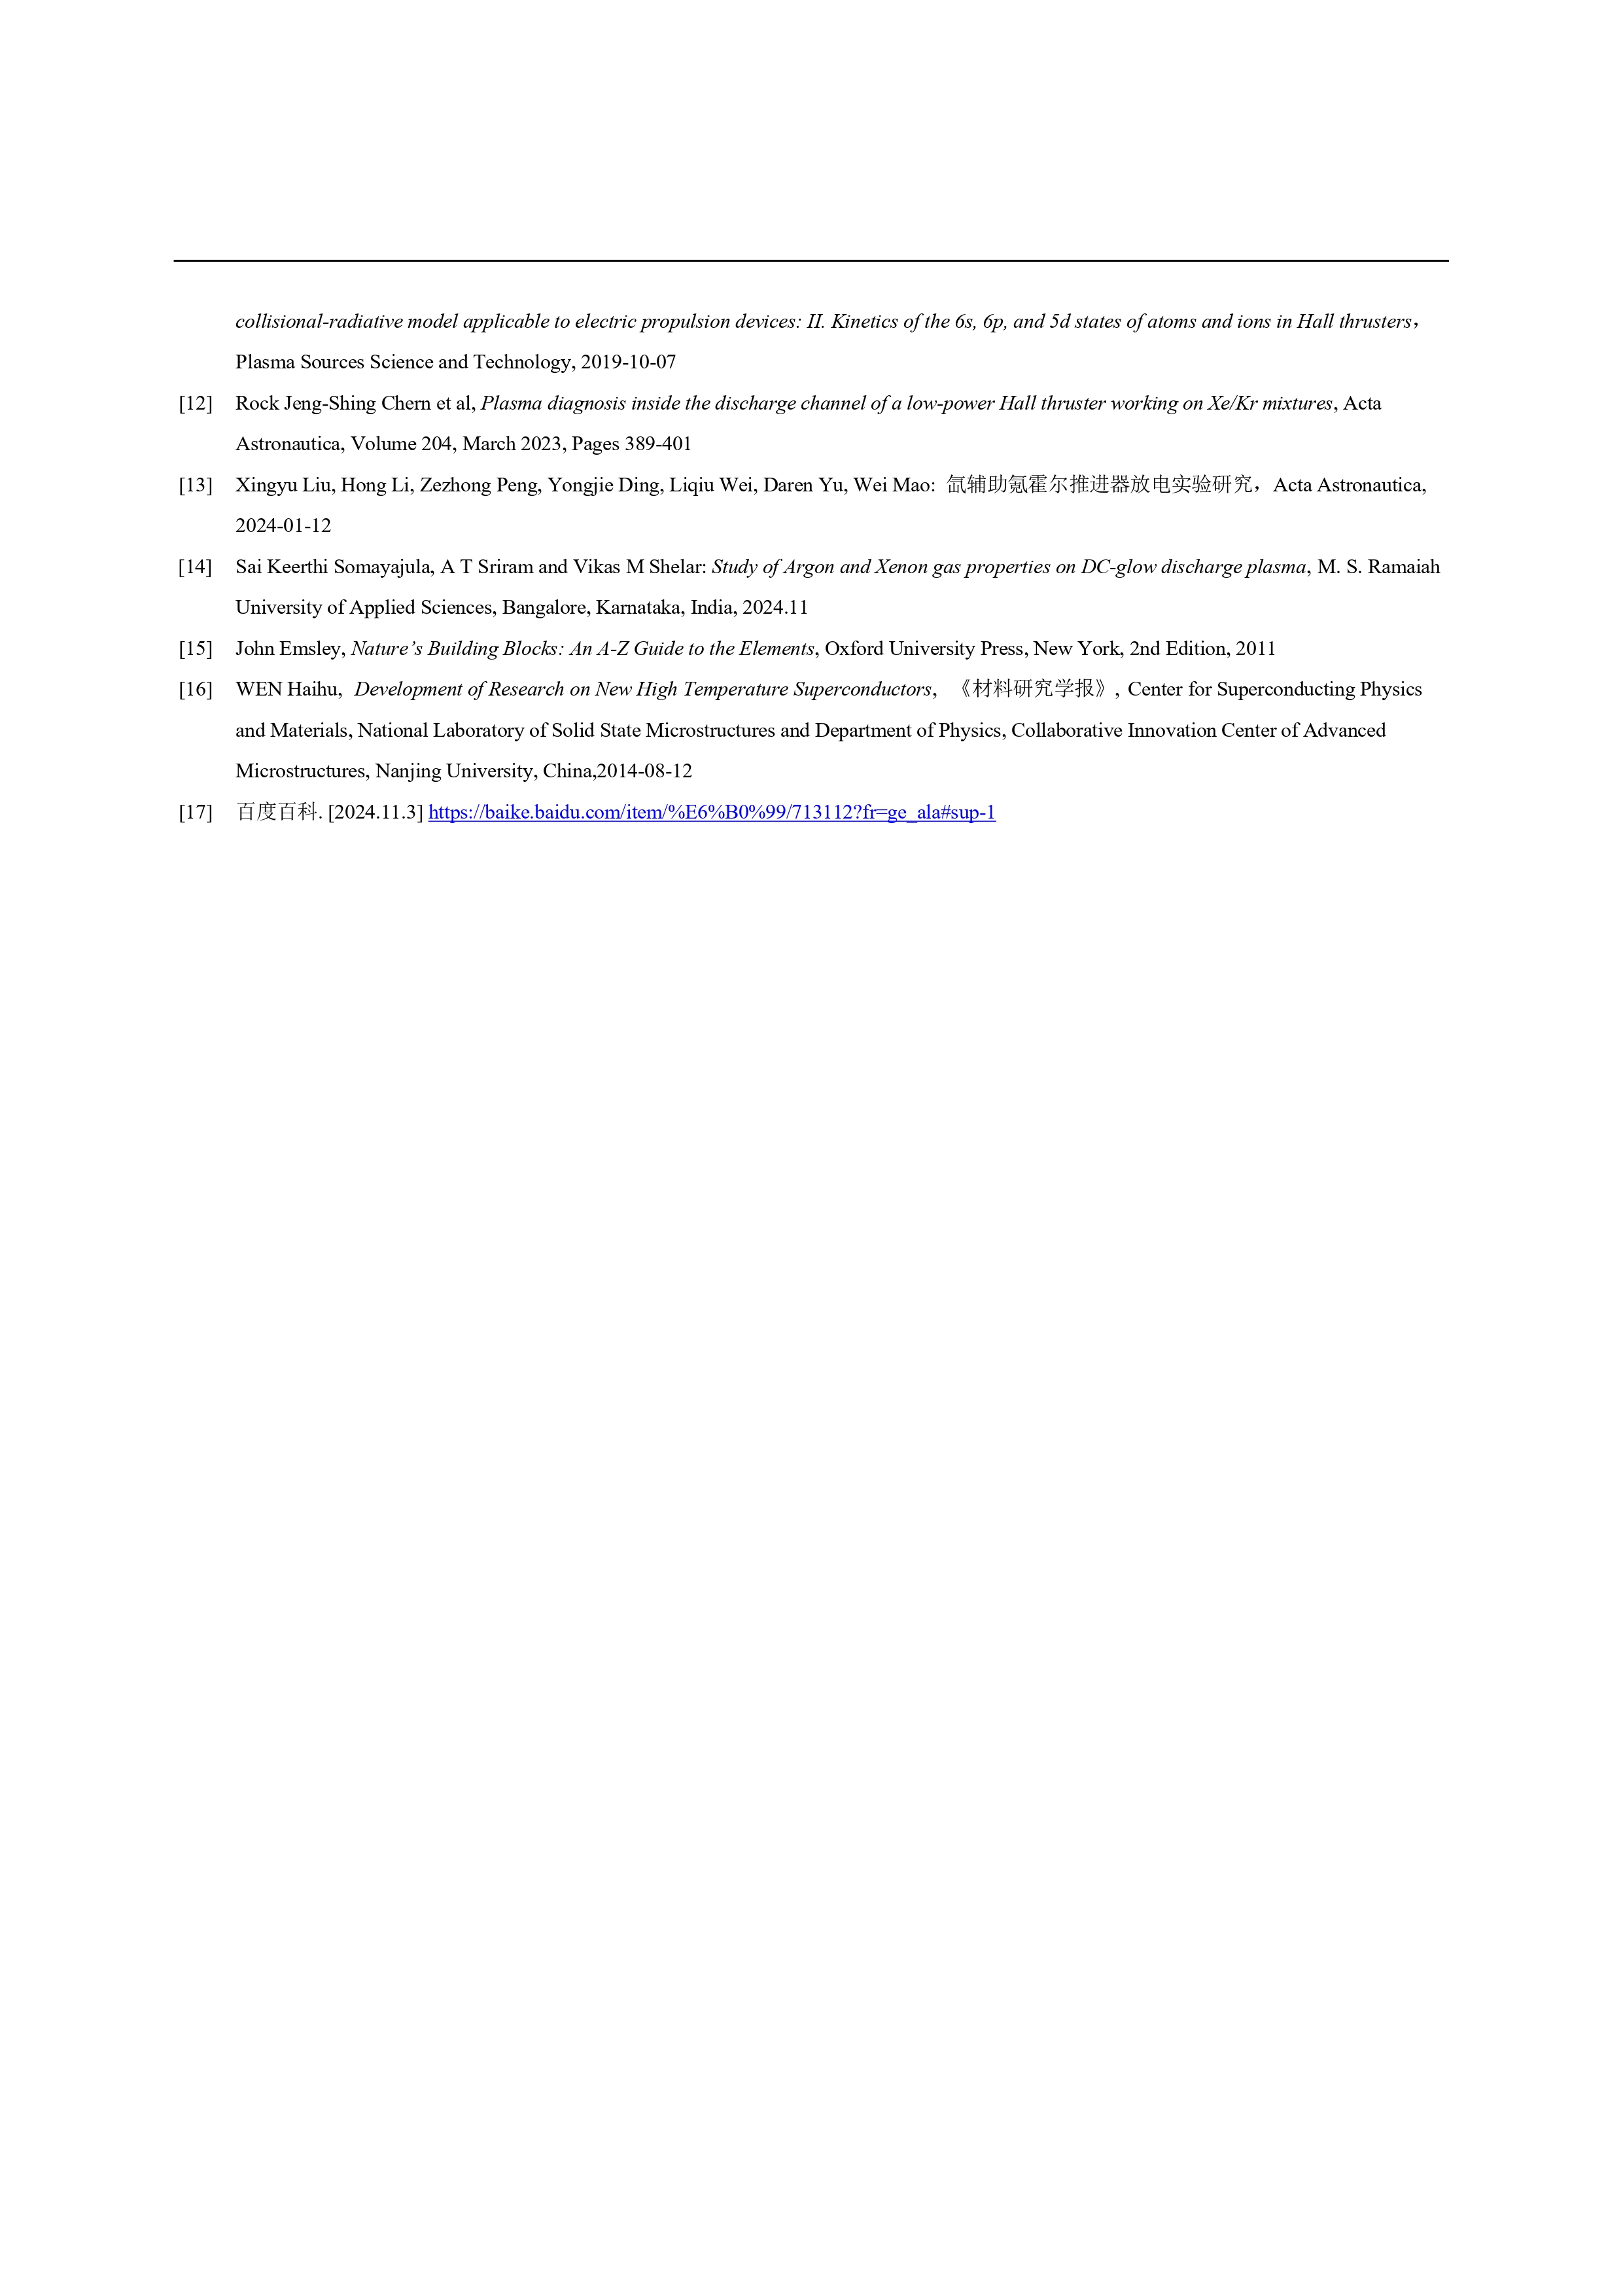 collisional-radiative model applicable to electric propulsion devices: II. Kinetics of the 6s, 6p, and 5d states of atoms and ions in Hall thrusters，
Plasma Sources Science and Technology, 2019-10-07
[12] Rock Jeng-Shing Chern et al, Plasma diagnosis inside the discharge channel of a low-power Hall thruster working on Xe/Kr mixtures, Acta
Astronautica, Volume 204, March 2023, Pages 389-401
[13] Xingyu Liu, Hong Li, Zezhong Peng, Yongjie Ding, Liqiu Wei, Daren Yu, Wei Mao: 氙辅助氪霍尔推进器放电实验研究，Acta Astronautica,
2024-01-12
[14] Sai Keerthi Somayajula, A T Sriram and Vikas M Shelar: Study of Argon and Xenon gas properties on DC-glow discharge plasma, M. S. Ramaiah
University of Applied Sciences, Bangalore, Karnataka, India, 2024.11
[15] John Emsley, Nature’s Building Blocks: An A-Z Guide to the Elements, Oxford University Press, New York, 2nd Edition, 2011
[16] WEN Haihu, Development of Research on New High Temperature Superconductors, 《材料研究学报》, Center for Superconducting Physics
and Materials, National Laboratory of Solid State Microstructures and Department of Physics, Collaborative Innovation Center of Advanced
Microstructures, Nanjing University, China,2014-08-12
[17] 百度百科. [2024.11.3] https://baike.baidu.com/item/%E6%B0%99/713112?fr=ge_ala#sup-1